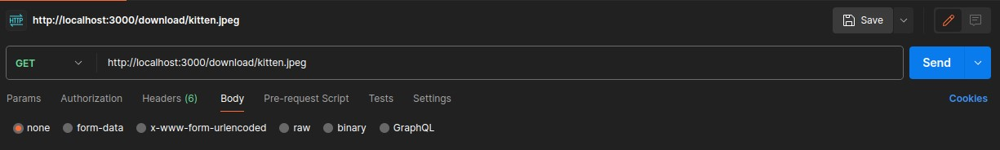 HTTP http://localhost:3000/download/kitten.jpeg Save
GET http://localhost:3000/download/kitten.jpeg Send
Params Authorization Headers (6) Body Pre-request Script Tests Settings Cookies
none form-data x-www-form-urlencoded raw binary GraphQL